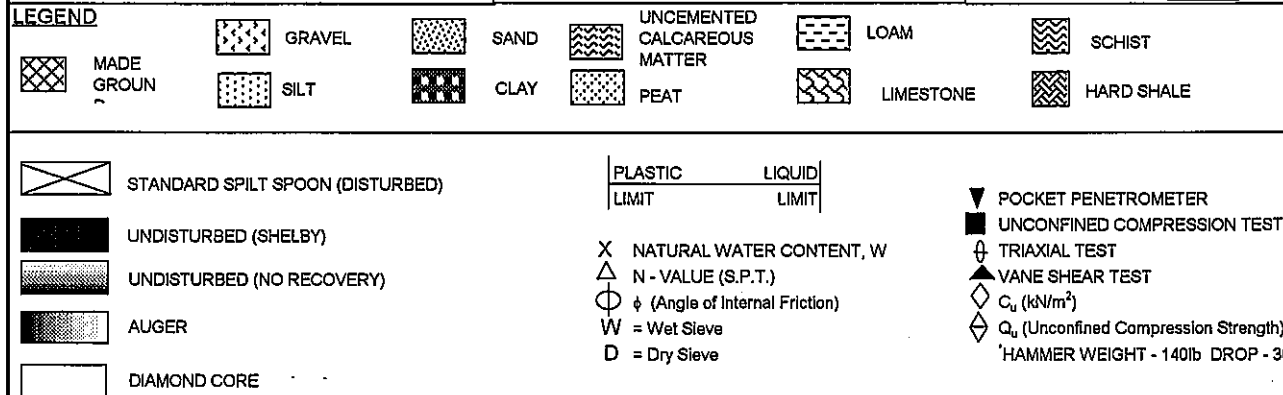 LEGEND
MADE
GROUN
GRAVEL
SILT
SAND
CLAY
UNCEMENTED
CALCAREOUS
MATTER
PEAT
LOAM
LIMESTONE
SCHIST
HARD SHALE
STANDARD SPILT SPOON (DISTURBED)
UNDISTURBED (SHELBY)
UNDISTURBED (NO RECOVERY)
AUGER
DIAMOND CORE
PLASTIC LIQUID
LIMIT LIMIT
X NATURAL WATER CONTENT, W
N - VALUE (S.P.T.)
ϕ (Angle of Internal Friction)
W = Wet Sieve
D = Dry Sieve
POCKET PENETROMETER
UNCONFINED COMPRESSION TEST
TRIAXIAL TEST
VANE SHEAR TEST
Cu (kN/m²)
Qu (Unconfined Compression Strength)
'HAMMER WEIGHT - 140lb DROP - 3